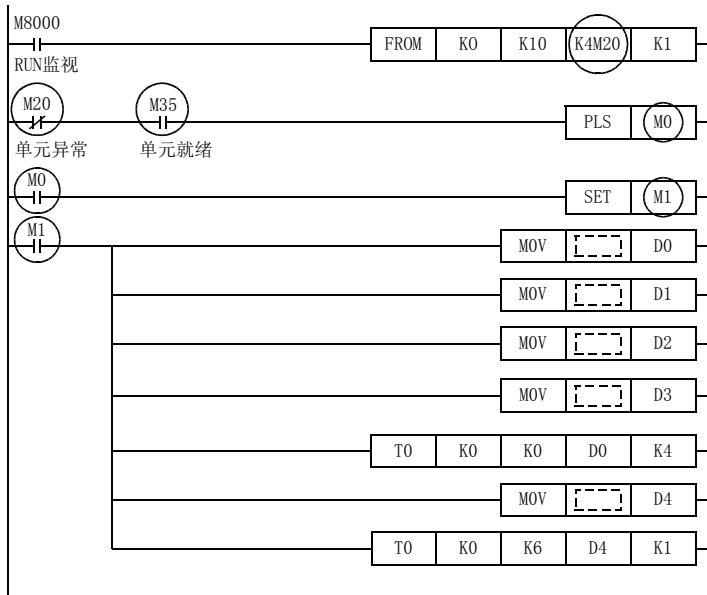 M8000
FROM K0 K10 K4M20 K1
RUN监视
M20 M35
PLS M0
单元异常 单元就绪
M0
SET M1
M1
MOV D0
MOV D1
MOV D2
MOV D3
TO K0 K0 D0 K4
MOV D4
TO K0 K6 D4 K1